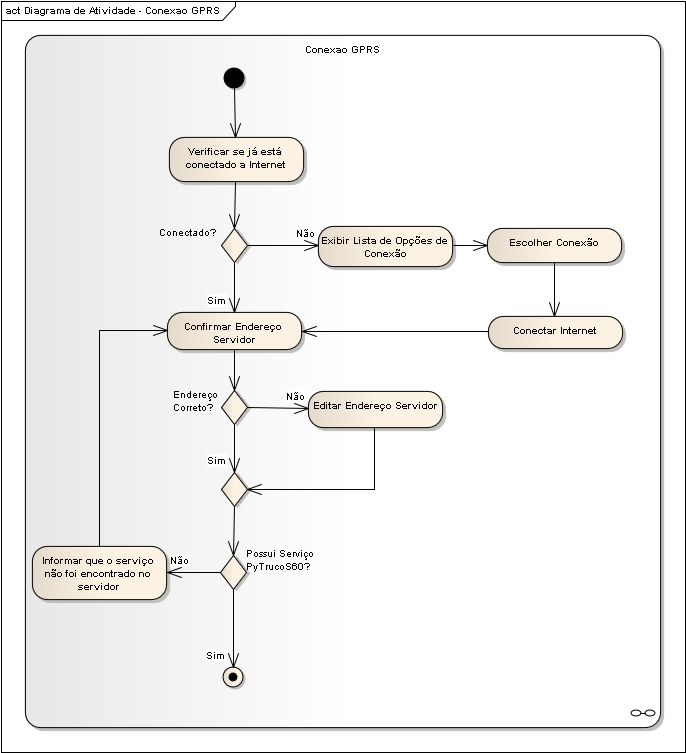 act Diagrama de Atividade - Conexao GPRS
Conexao GPRS
Verificar se já está
conectado a Internet
Conectado?
Não
Exibir Lista de Opções de
Conexão
Escolher Conexão
Sim
Confirmar Endereço
Servidor
Conectar Internet
Endereço
Correto?
Não
Editar Endereço Servidor
Sim
Possui Serviço
PyTrucoS60?
Não
Informar que o serviço
não foi encontrado no
servidor
Sim